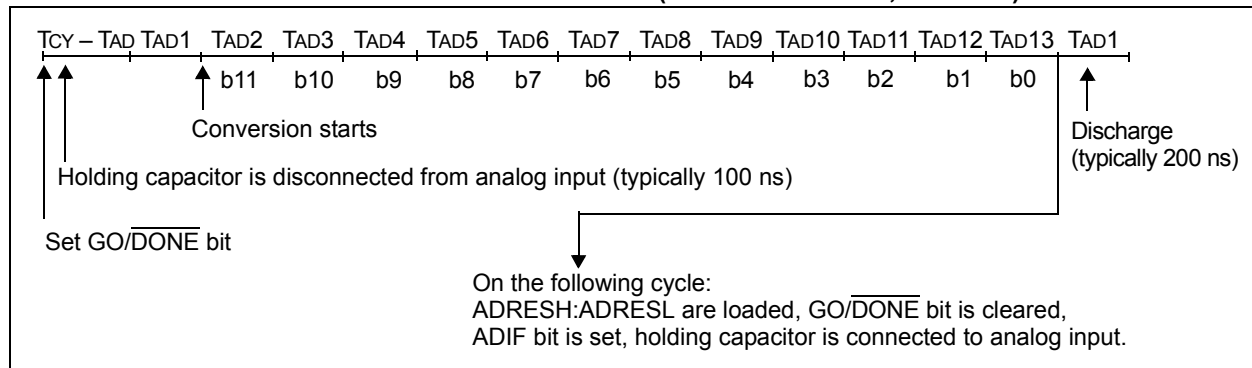 TCY – TAD TAD1 TAD2 TAD3 TAD4 TAD5 TAD6 TAD7 TAD8 TAD9 TAD10 TAD11 TAD12 TAD13 TAD1
b11 b10 b9 b8 b7 b6 b5 b4 b3 b2 b1 b0
Conversion starts
Discharge
(typically 200 ns)
Holding capacitor is disconnected from analog input (typically 100 ns)
Set GO/DONE bit
On the following cycle:
ADRESH:ADRESL are loaded, GO/DONE bit is cleared,
ADIF bit is set, holding capacitor is connected to analog input.